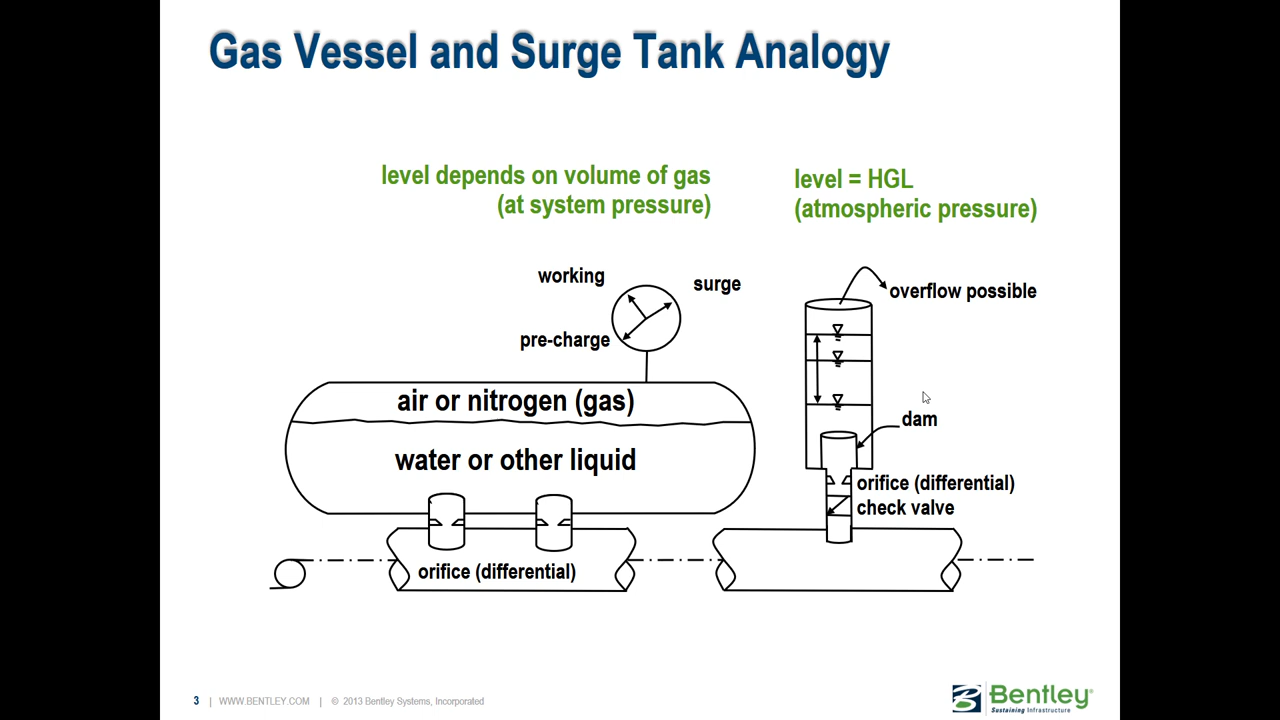 Gas Vessel and Surge Tank Analogy
level depends on volume of gas
(at system pressure)
level = HGL
(atmospheric pressure)
working
surge
pre-charge
overflow possible
air or nitrogen (gas)
water or other liquid
dam
orifice (differential)
check valve
orifice (differential)
3 | WWW.BENTLEY.COM | © 2013 Bentley Systems, Incorporated
Bentley®
Sustaining Infrastructure